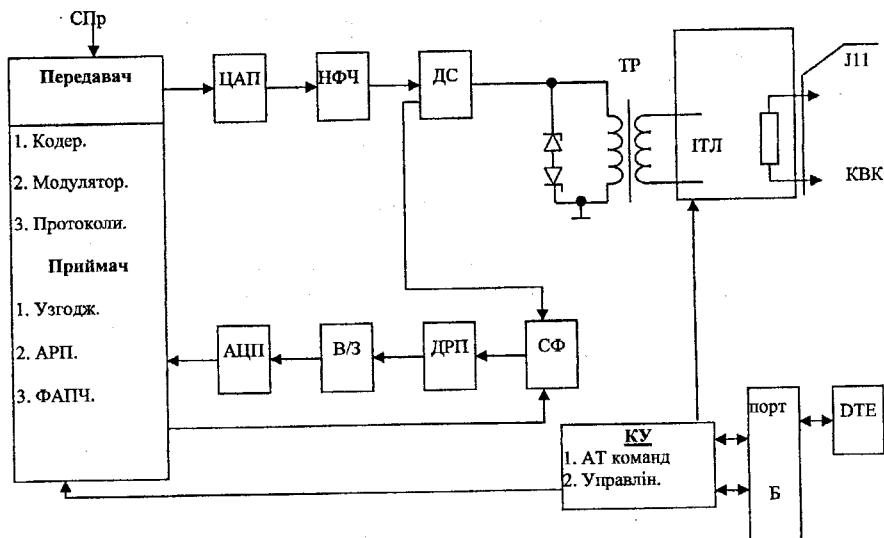 СПр
Передавач
ЦАП
НФЧ
ДС
ТР
J11
1. Кодер.
2. Модулятор.
3. Протоколи.
ІТЛ
КВК
Приймач
1. Узгодж.
2. АРП.
3. ФАПЧ.
АЦП
В/З
ДРП
СФ
КУ
1. АТ команд
2. Управлін.
порт
Б
DTE